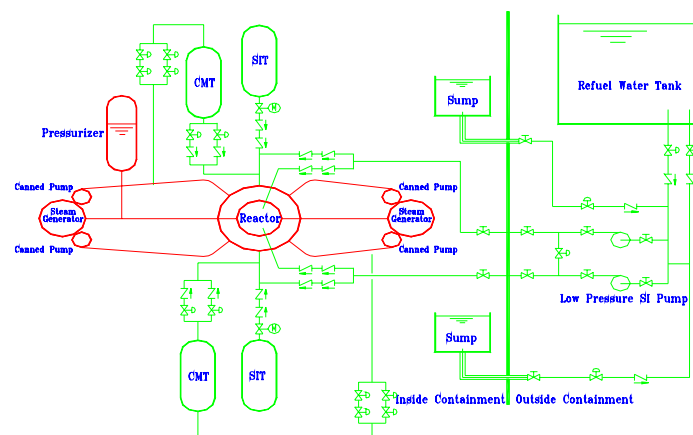 SIT
CMT
Refuel Water Tank
Sump
Pressurizer
Canned Pump
Canned Pump
Steam
Generator
Reactor
Steam
Generator
Canned Pump
Canned Pump
M
Low Pressure SI Pump
M
Sump
CMT
SIT
Inside Containment
Outside Containment